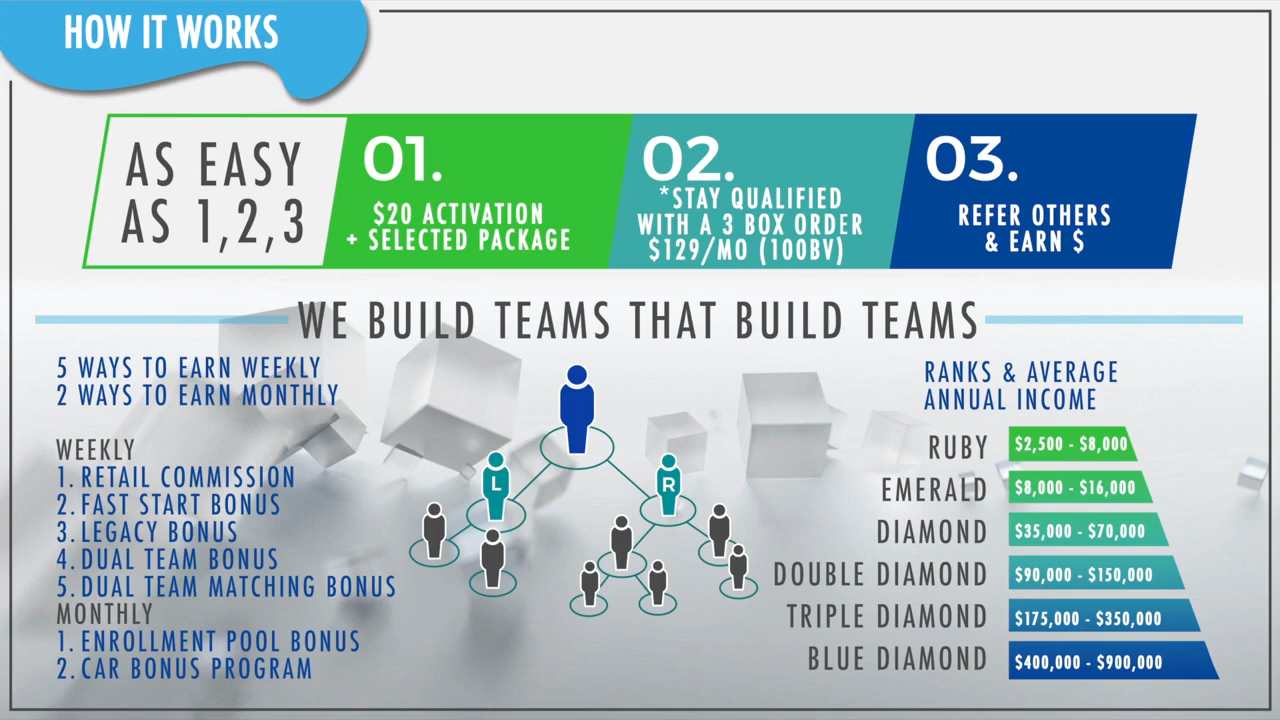 HOW IT WORKS
AS EASY
AS 1,2,3
01.
$20 ACTIVATION
+ SELECTED PACKAGE
02.
*STAY QUALIFIED
WITH A 3 BOX ORDER
$129/MO (100BV)
03.
REFER OTHERS
& EARN $
WE BUILD TEAMS THAT BUILD TEAMS
5 WAYS TO EARN WEEKLY
2 WAYS TO EARN MONTHLY
WEEKLY
1. RETAIL COMMISSION
2. FAST START BONUS
3. LEGACY BONUS
4. DUAL TEAM BONUS
5. DUAL TEAM MATCHING BONUS
MONTHLY
1. ENROLLMENT POOL BONUS
2. CAR BONUS PROGRAM
L
R
RANKS & AVERAGE
ANNUAL INCOME
RUBY $2,500 - $8,000
EMERALD $8,000 - $16,000
DIAMOND $35,000 - $70,000
DOUBLE DIAMOND $90,000 - $150,000
TRIPLE DIAMOND $175,000 - $350,000
BLUE DIAMOND $400,000 - $900,000